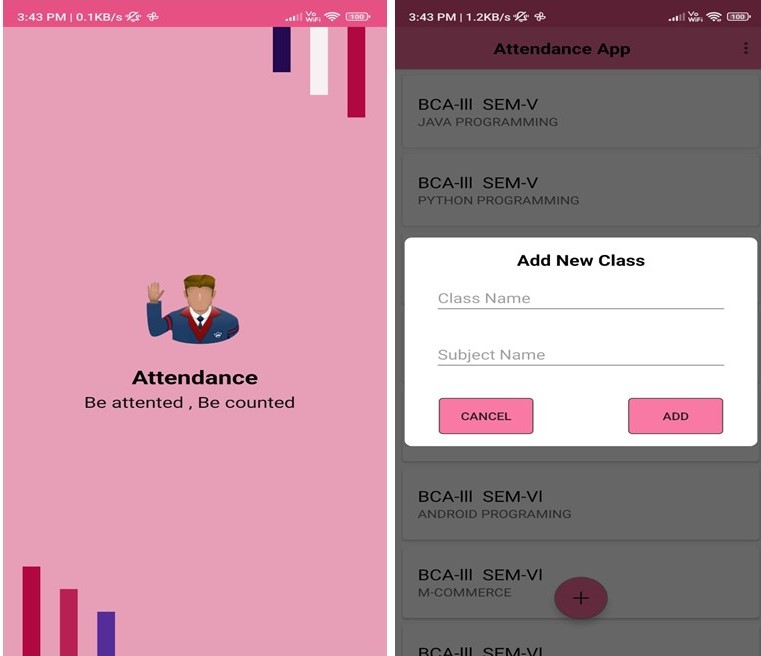 3:43 PM | 0.1KB/s
Vo
WiFi
100
Attendance
Be attented , Be counted
3:43 PM | 1.2KB/s
Vo
WiFi
100
Attendance App
BCA-III SEM-V
JAVA PROGRAMMING
BCA-III SEM-V
PYTHON PROGRAMMING
Add New Class
Class Name
Subject Name
CANCEL
ADD
BCA-III SEM-VI
ANDROID PROGRAMING
BCA-III SEM-VI
M-COMMERCE
+
BCA-III SEM-VI